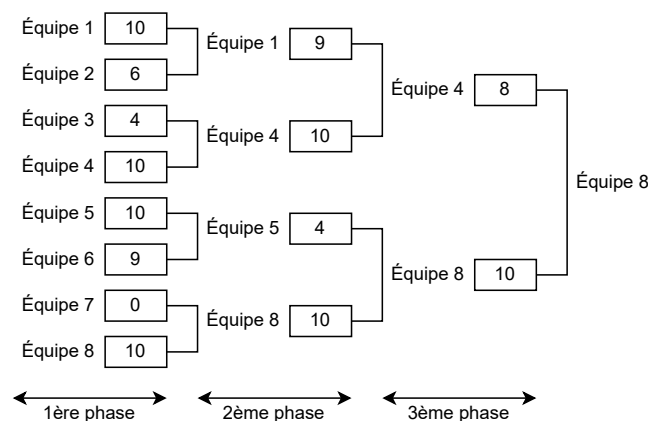 Équipe 1 10
Équipe 2 6
Équipe 3 4
Équipe 4 10
Équipe 5 10
Équipe 6 9
Équipe 7 0
Équipe 8 10
Équipe 1 9
Équipe 4 10
Équipe 5 4
Équipe 8 10
Équipe 4 8
Équipe 8 10
Équipe 8
1ère phase
2ème phase
3ème phase